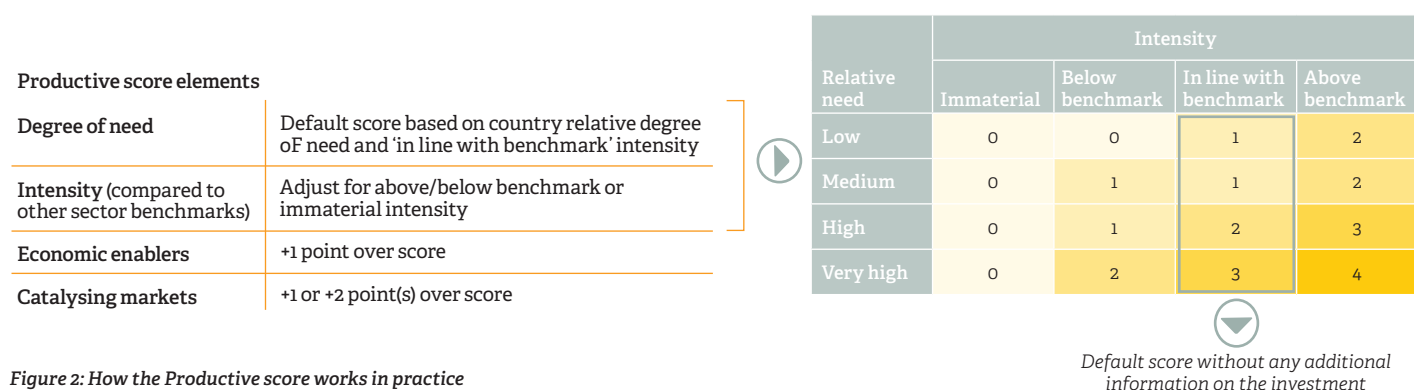 Productive score elements
Degree of need
Default score based on country relative degree
oF need and ‘in line with benchmark’ intensity
Intensity (compared to
other sector benchmarks)
Adjust for above/below benchmark or
immaterial intensity
Economic enablers
+1 point over score
Catalysing markets
+1 or +2 point(s) over score
Intensity
Relative
need
Immaterial
Below
benchmark
In line with
benchmark
Above
benchmark
Low 0 0 1 2
Medium 0 1 1 2
High 0 1 2 3
Very high 0 2 3 4
Default score without any additional
information on the investment
Figure 2: How the Productive score works in practice